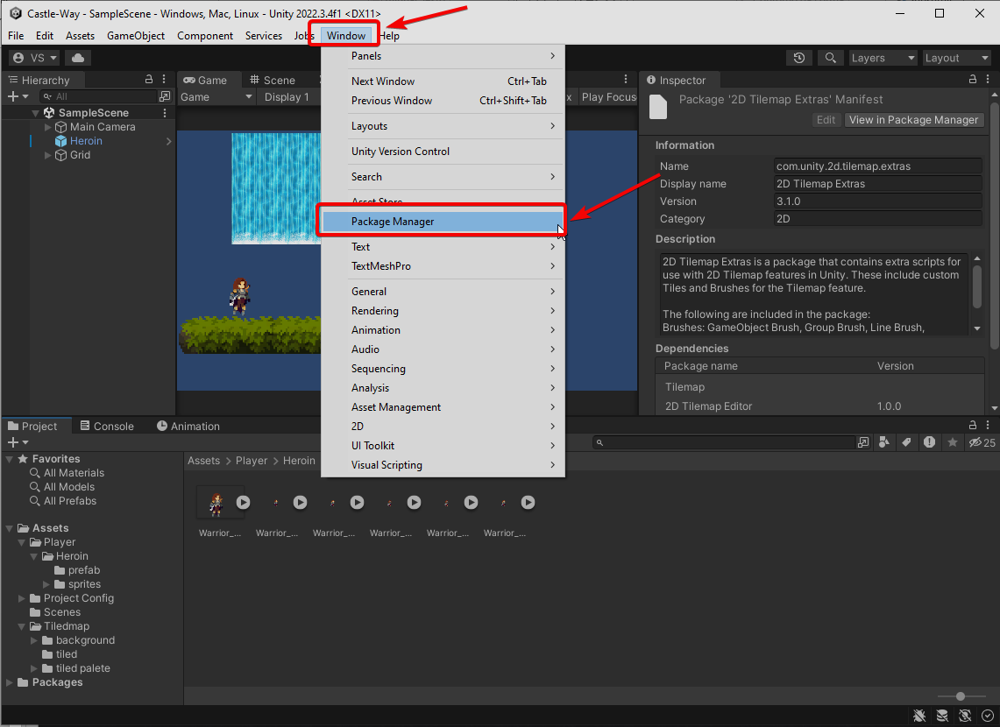 Castle-Way - SampleScene - Windows, Mac, Linux - Unity 2022.3.4f1 <DX11>
File Edit Assets GameObject Component Services Jobs Window Help
VS
Layers Layout
Panels
Next Window Ctrl+Tab
Previous Window Ctrl+Shift+Tab
Layouts
Unity Version Control
Search
Asset Store
Package Manager
Text
TextMeshPro
General
Rendering
Animation
Audio
Sequencing
Analysis
Asset Management
2D
UI Toolkit
Visual Scripting
Hierarchy
All
SampleScene
Main Camera
Heroin
Grid
Game Scene
Game Display 1 x Play Focus
Inspector
Package '2D Tilemap Extras' Manifest
Edit View in Package Manager
Information
Name com.unity.2d.tilemap.extras
Display name 2D Tilemap Extras
Version 3.1.0
Category 2D
Description
2D Tilemap Extras is a package that contains extra scripts for
use with 2D Tilemap features in Unity. These include custom
Tiles and Brushes for the Tilemap feature.
The following are included in the package:
Brushes: GameObject Brush, Group Brush, Line Brush,
Dependencies
Package name Version
Tilemap
2D Tilemap Editor 1.0.0
Project Console Animation
25
Favorites
All Materials
All Models
All Prefabs
Assets
Player
Heroin
prefab
sprites
Project Config
Scenes
Tiledmap
background
tiled
tiled palete
Packages
Assets > Player > Heroin
Warrior_... Warrior_... Warrior_... Warrior_... Warrior_... Warrior_...